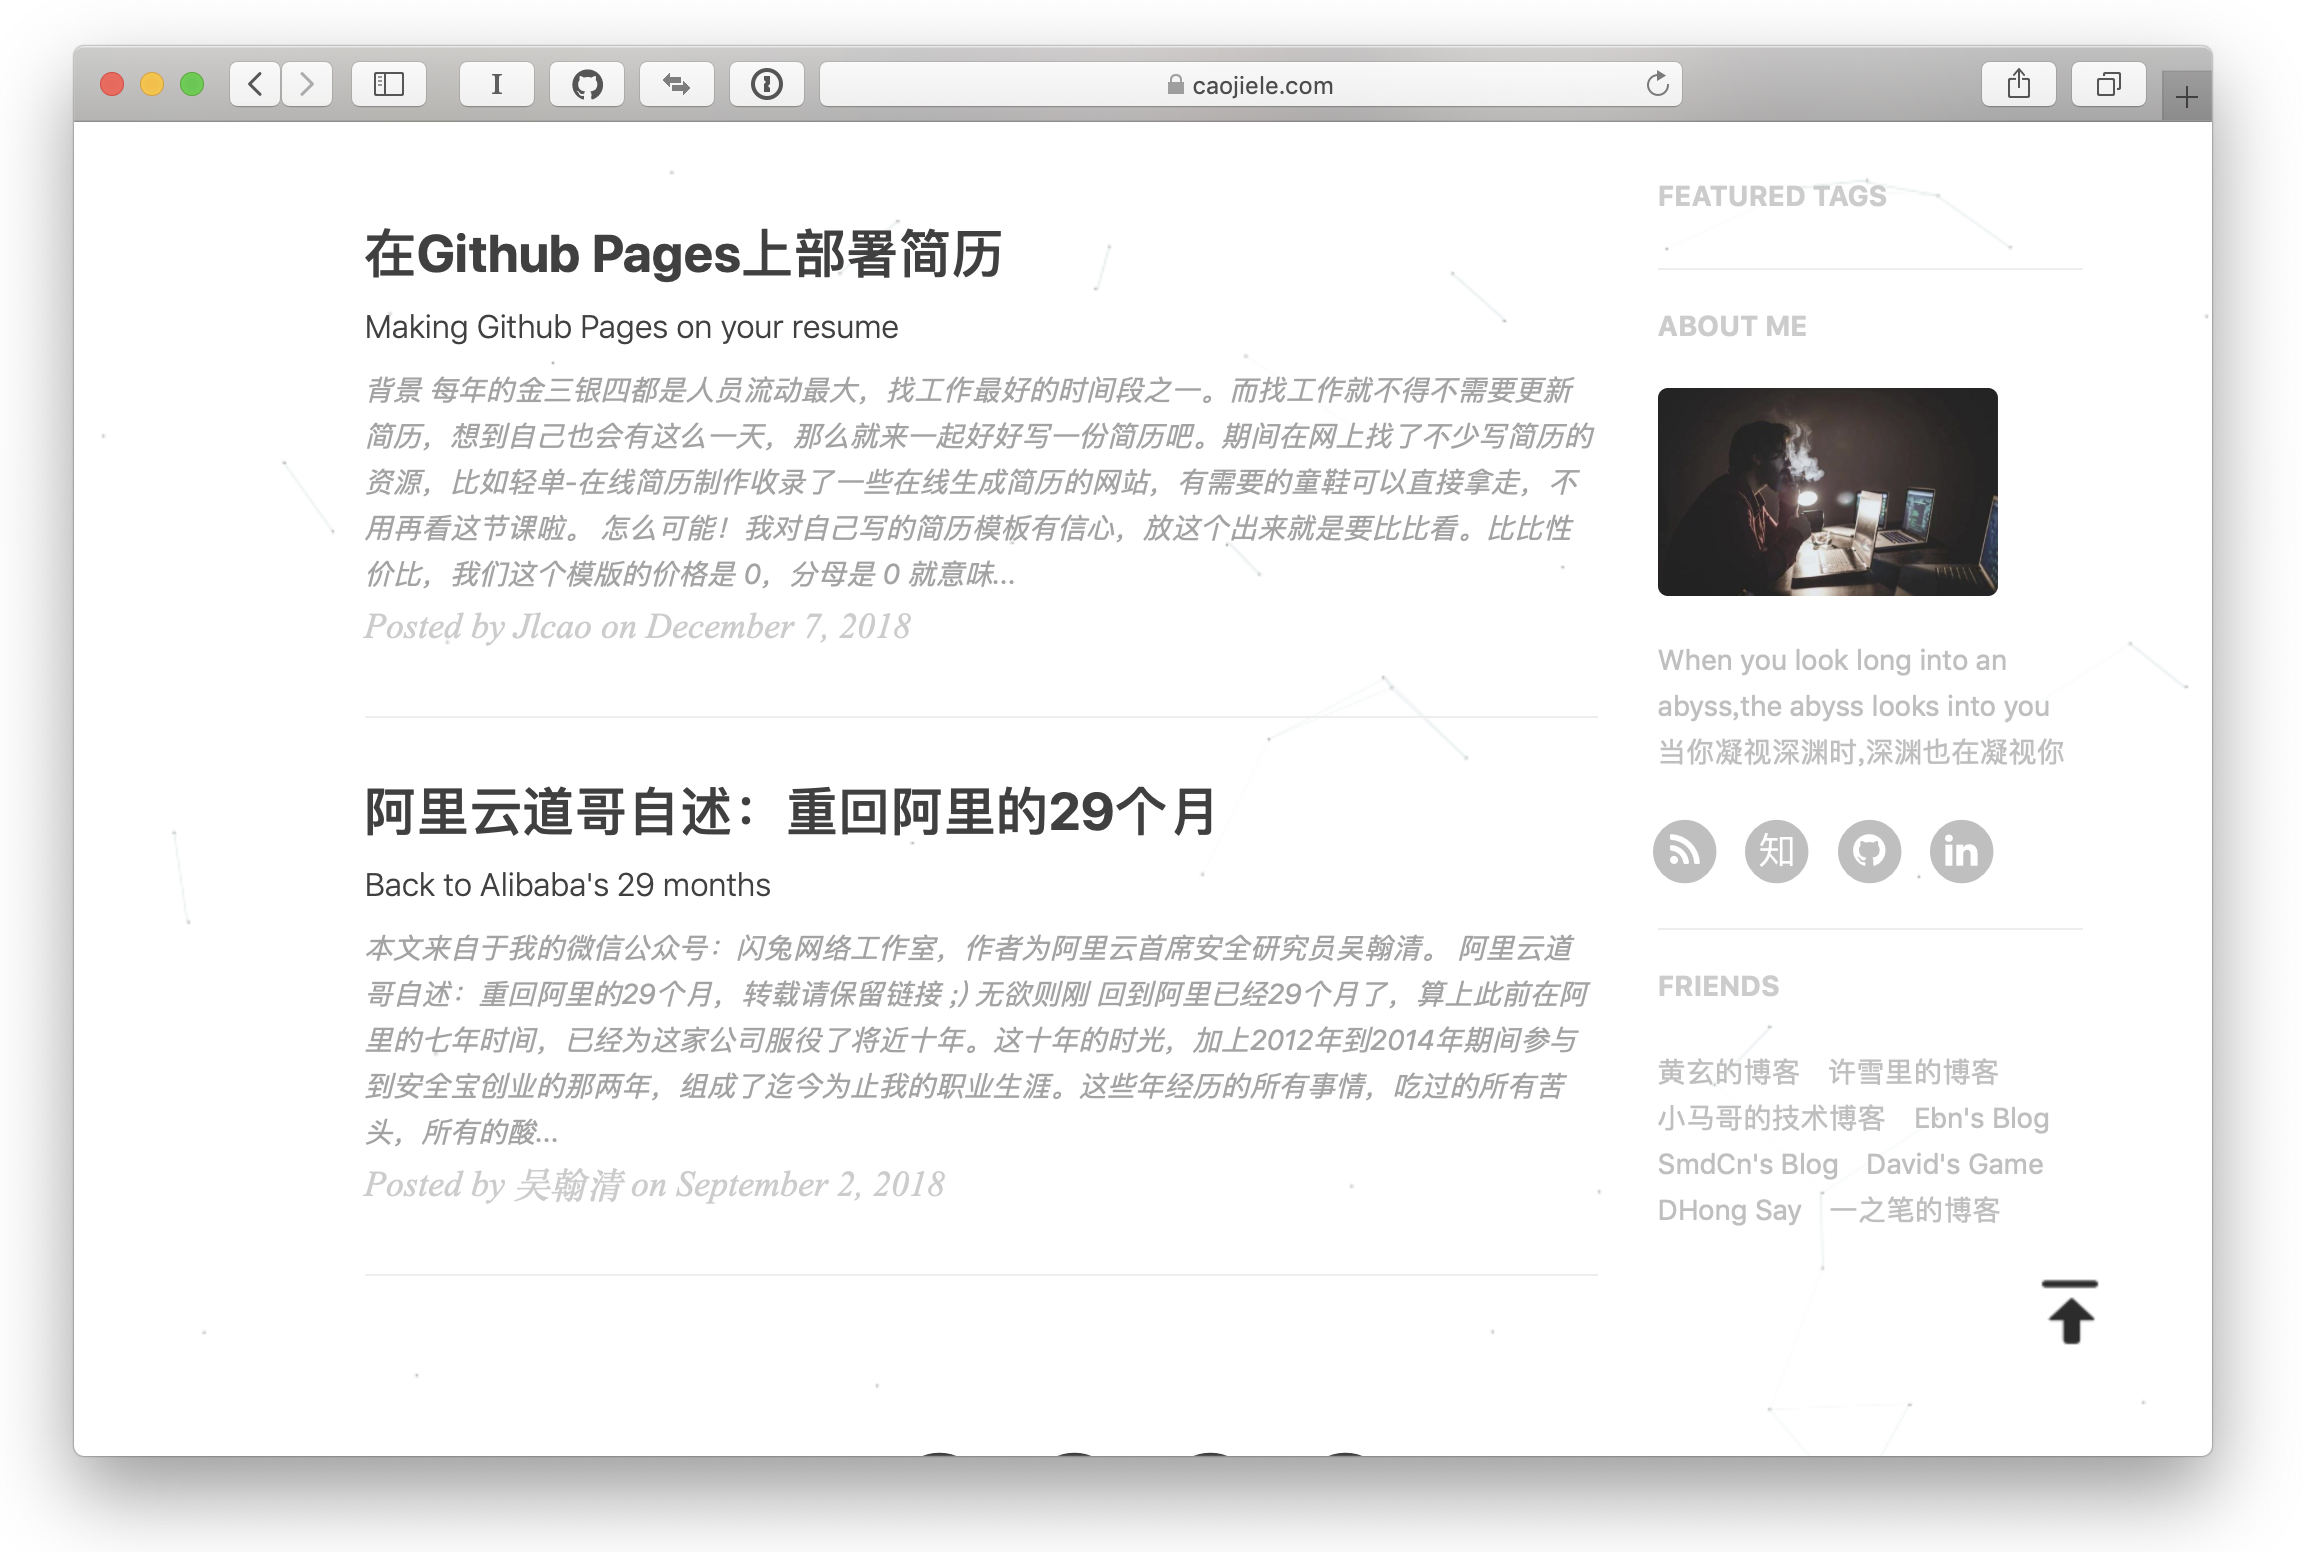 caojiele.com
在Github Pages上部署简历
Making Github Pages on your resume
背景 每年的金三银四都是人员流动最大，找工作最好的时间段之一。而找工作就不得不需要更新
简历，想到自己也会有这么一天，那么就来一起好好写一份简历吧。期间在网上找了不少写简历的
资源，比如轻单-在线简历制作收录了一些在线生成简历的网站，有需要的童鞋可以直接拿走，不
用再看这节课啦。 怎么可能！我对自己写的简历模板有信心，放这个出来就是要比比看。比比性
价比，我们这个模版的价格是 0，分母是 0 就意味...
Posted by Jlcao on December 7, 2018
阿里云道哥自述：重回阿里的29个月
Back to Alibaba's 29 months
本文来自于我的微信公众号：闪兔网络工作室，作者为阿里云首席安全研究员吴翰清。 阿里云道
哥自述：重回阿里的29个月，转载请保留链接 ;) 无欲则刚 回到阿里已经29个月了，算上此前在阿
里的七年时间，已经为这家公司服役了将近十年。这十年的时光，加上2012年到2014年期间参与
到安全宝创业的那两年，组成了迄今为止我的职业生涯。这些年经历的所有事情，吃过的所有苦
头，所有的酸...
Posted by 吴翰清 on September 2, 2018
FEATURED TAGS
ABOUT ME
When you look long into an
abyss,the abyss looks into you
当你凝视深渊时,深渊也在凝视你
知
in
FRIENDS
黄玄的博客 许雪里的博客
小马哥的技术博客 Ebn's Blog
SmdCn's Blog David's Game
DHong Say 一之笔的博客